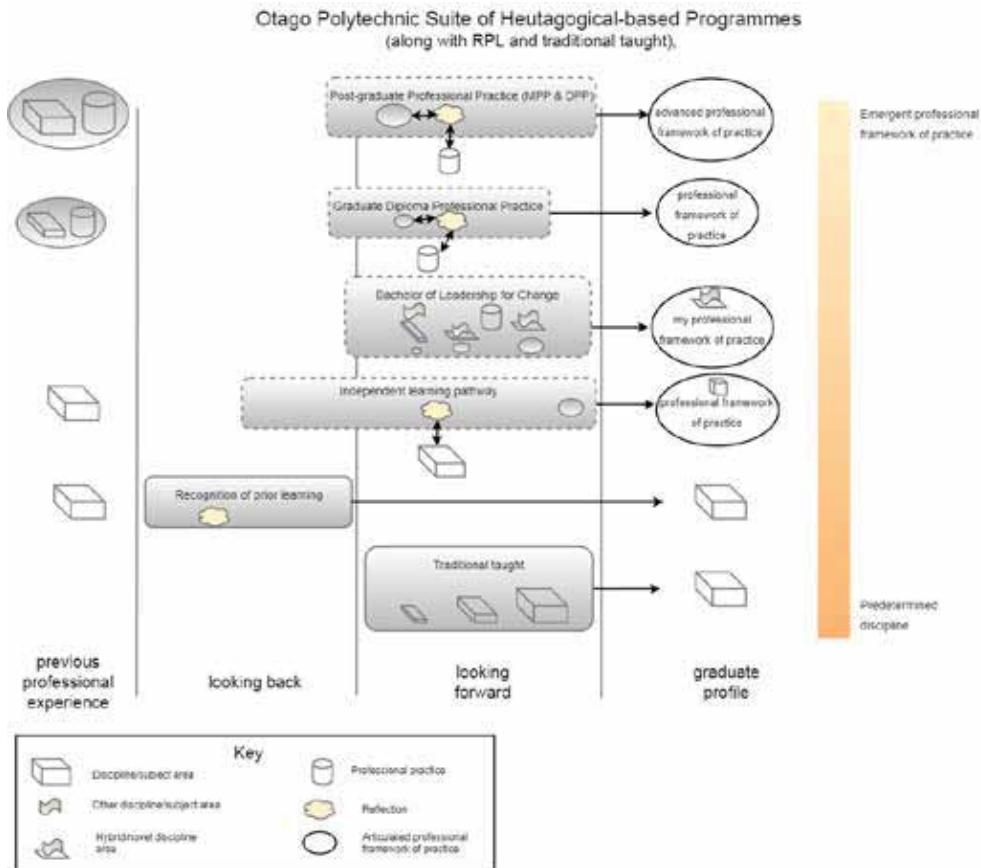 Otago Polytechnic Suite of Heutagogical-based Programmes
(along with RPL and traditional taught),
Post-graduate Professional Practice (MPP & DPP)
advanced professional
framework of practice
Emergent professional
framework of practice
Graduate Diploma Professional Practice
professional
framework of
practice
Bachelor of Leadership for Change
my professional
framework of practice
Independent learning pathway
professional framework
of practice
Recognition of prior learning
Traditional taught
Predetermined
discipline
previous
professional
experience
looking back
looking
forward
graduate
profile
Key
Discipline/subject area
Professional practice
Other discipline/subject area
Reflection
Hybrid/novel discipline
area
Articulated professional
framework of practice